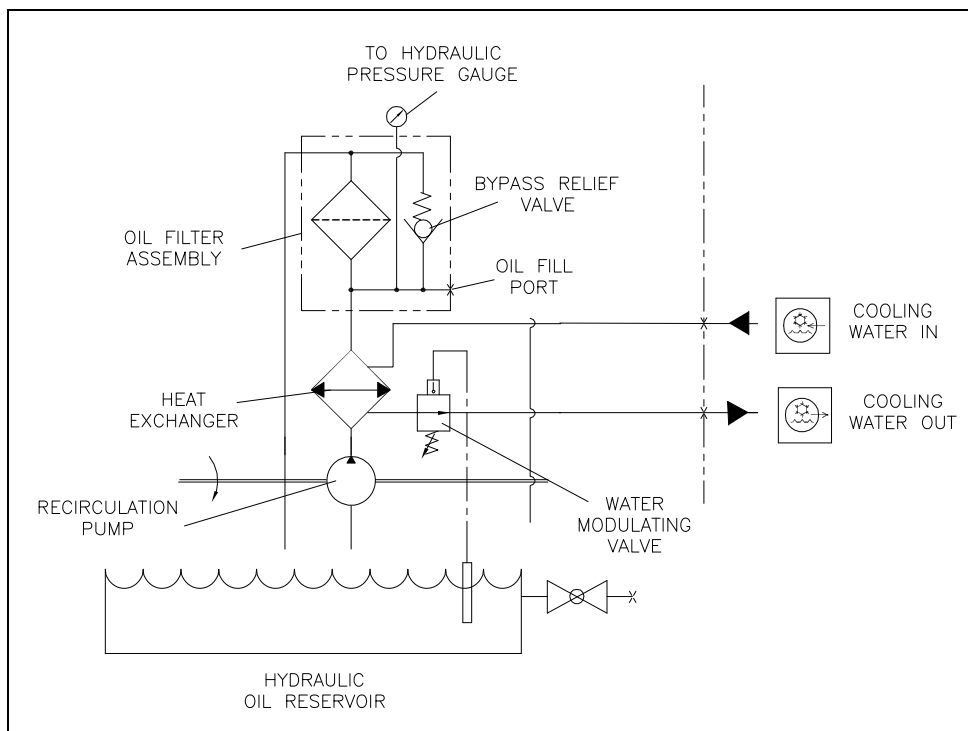 TO HYDRAULIC
PRESSURE GAUGE
BYPASS RELIEF
VALVE
OIL FILTER
ASSEMBLY
OIL FILL
PORT
COOLING
WATER IN
HEAT
EXCHANGER
COOLING
WATER OUT
RECIRCULATION
PUMP
WATER
MODULATING
VALVE
HYDRAULIC
OIL RESERVOIR